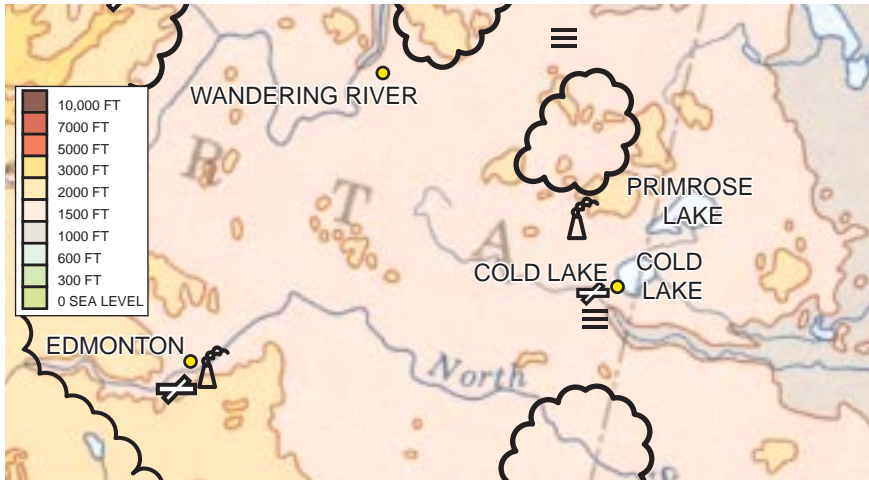 WANDERING RIVER
10,000 FT
7000 FT
5000 FT
3000 FT
2000 FT
1500 FT
1000 FT
600 FT
300 FT
0 SEA LEVEL
R
T
A
PRIMROSE
LAKE
COLD LAKE
COLD
LAKE
EDMONTON
North